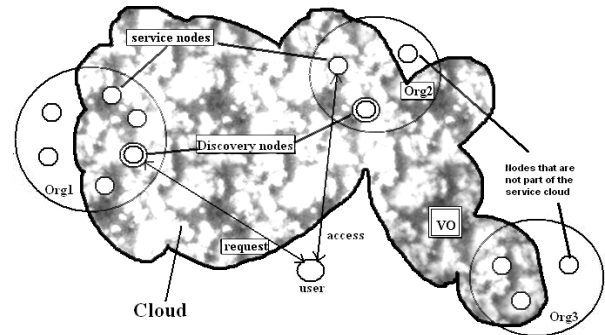 service nodes
Org2
Discovery nodes
Org1
Nodes that are
not part of the
service cloud
VO
access
request
user
Cloud
Org3